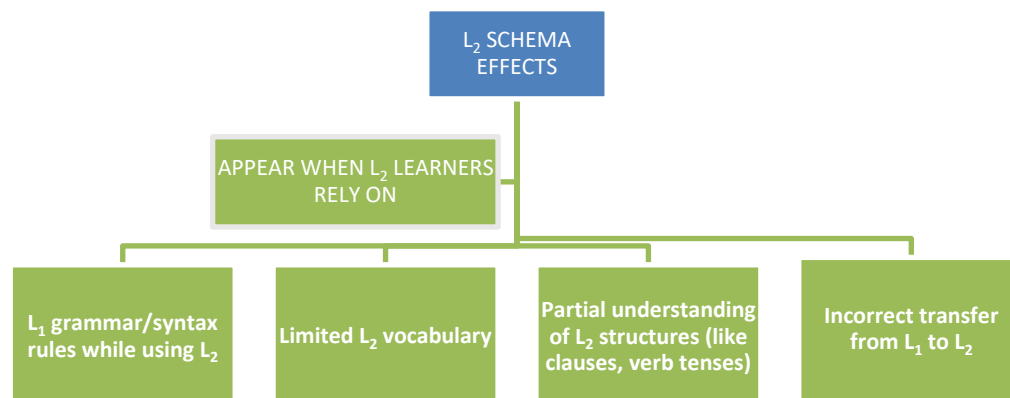 L₂ SCHEMA
EFFECTS
APPEAR WHEN L₂ LEARNERS
RELY ON
L₁ grammar/syntax
rules while using L₂
Limited L₂ vocabulary
Partial understanding
of L₂ structures (like
clauses, verb tenses)
Incorrect transfer
from L₁ to L₂